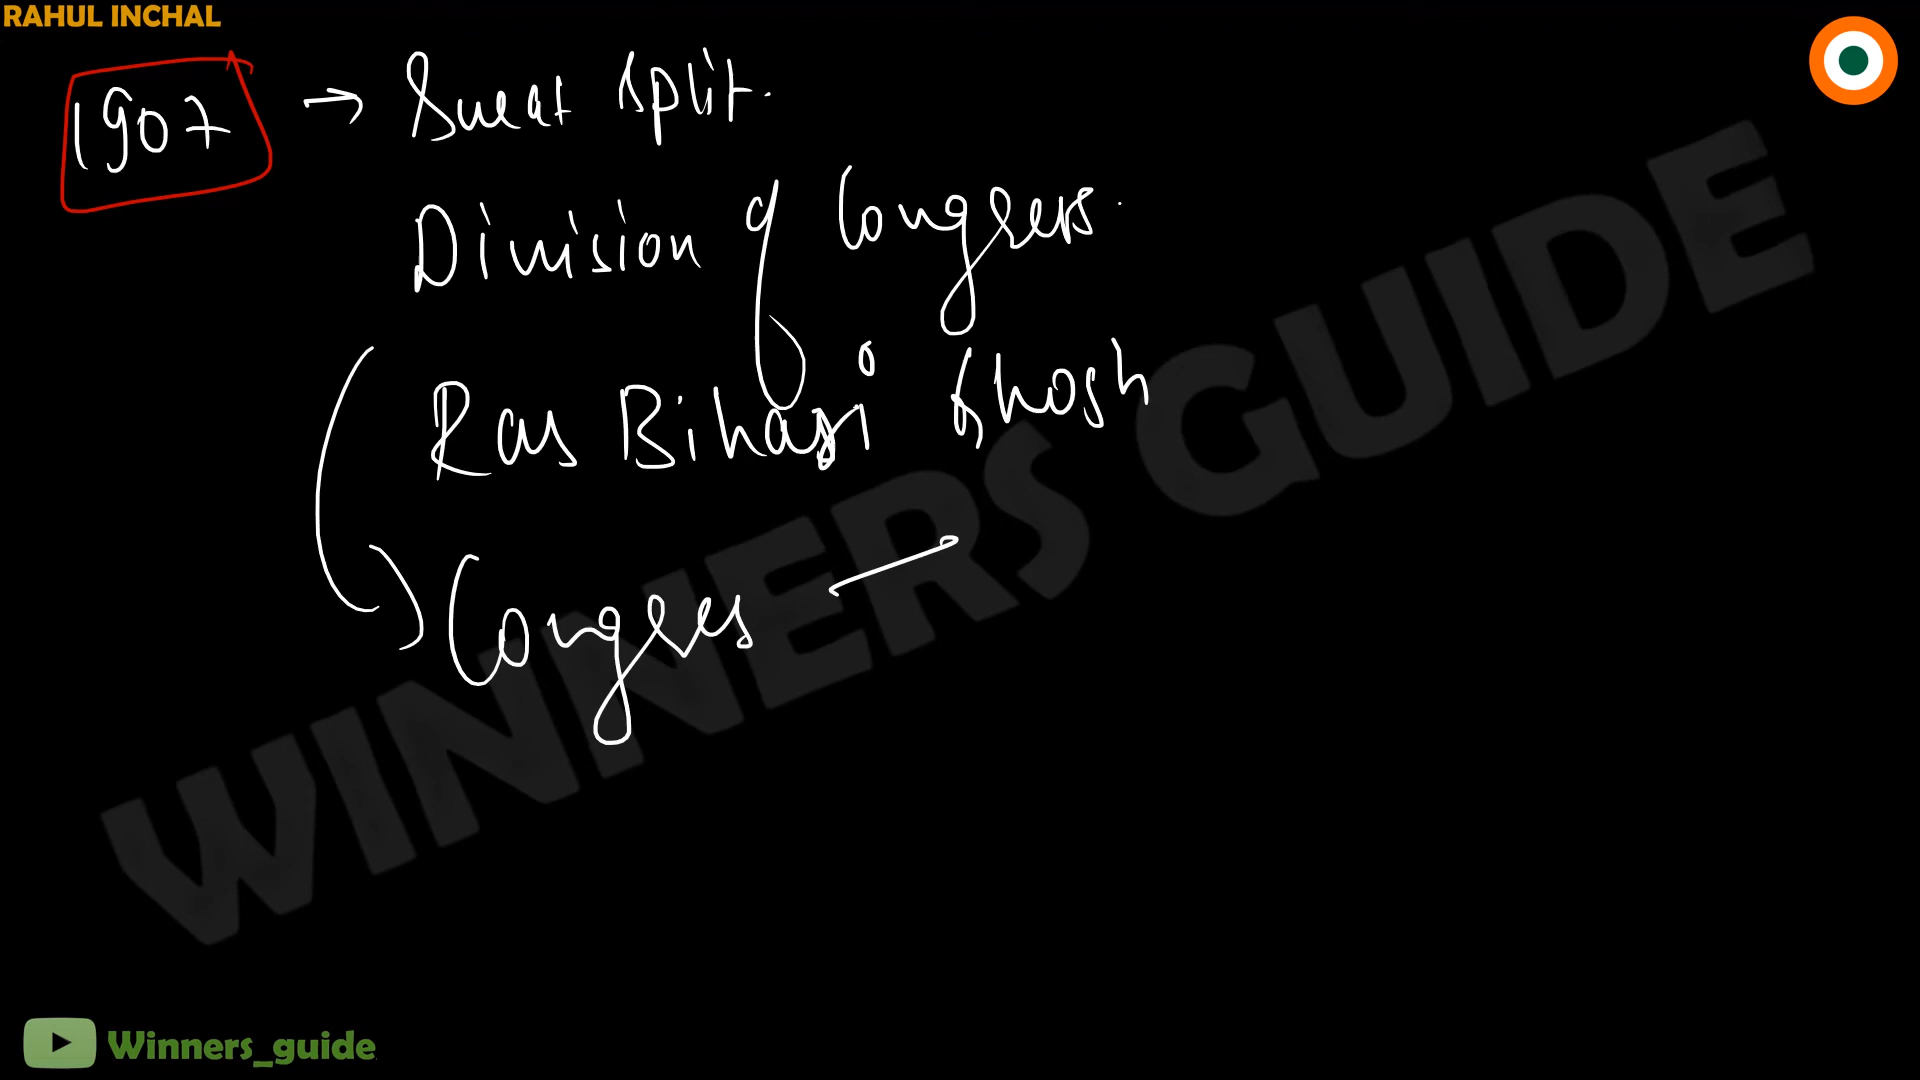 RAHUL INCHAL
1907 → Surat split.
Division of Congress.
Ras Bihari Ghosh
Congress
WINNERS GUIDE
Winners_guide